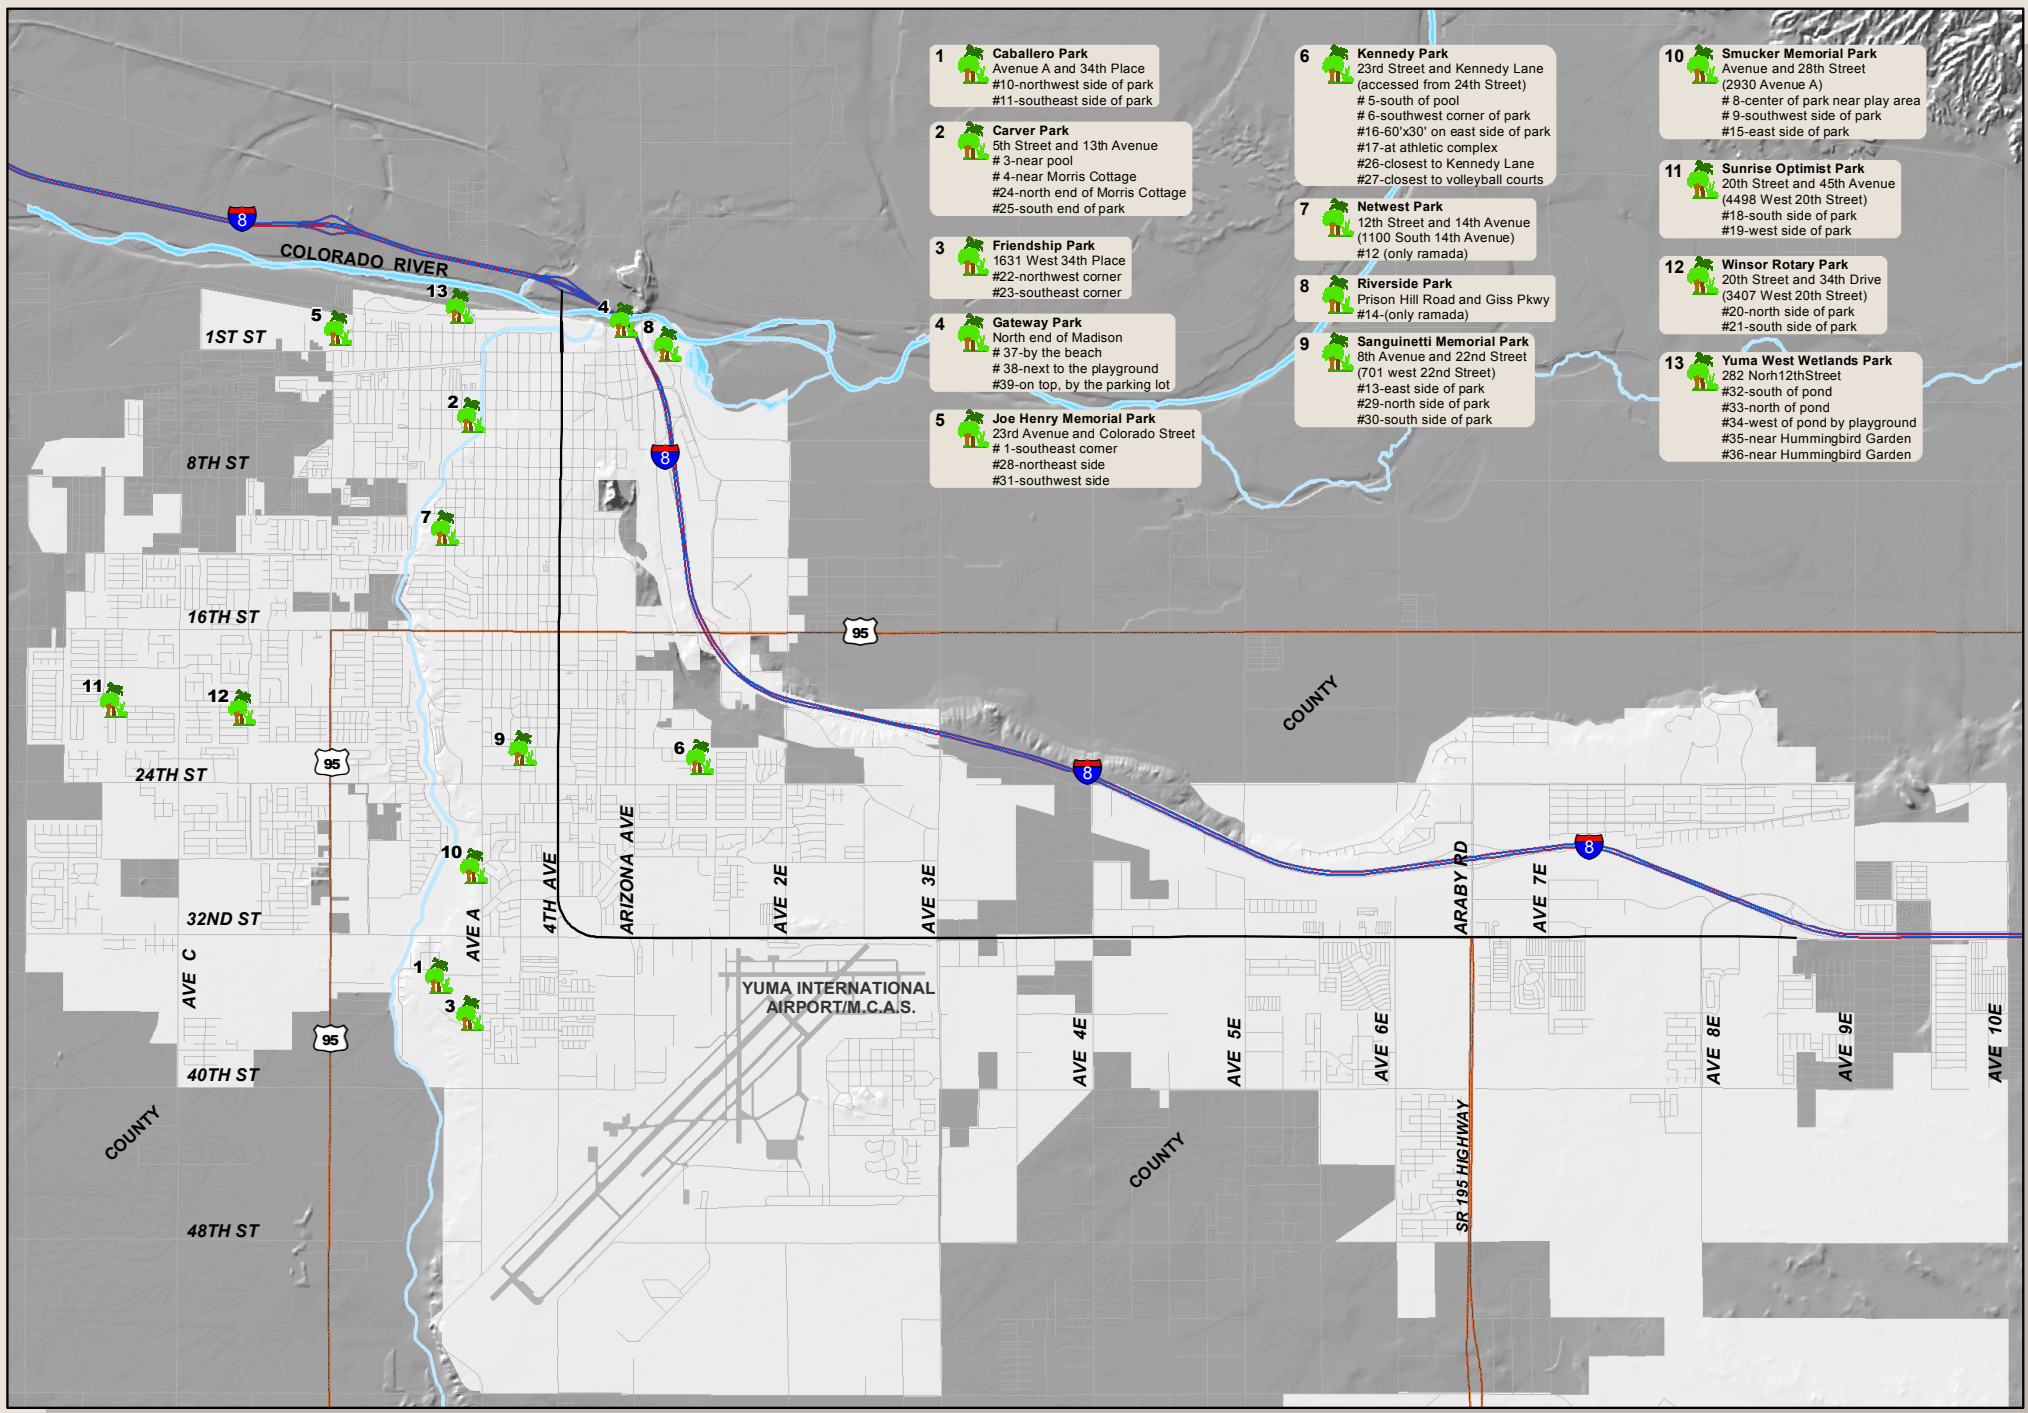 1
Caballero Park
Avenue A and 34th Place
#10-northwest side of park
#11-southeast side of park
2
Carver Park
5th Street and 13th Avenue
# 3-near pool
# 4-near Morris Cottage
#24-north end of Morris Cottage
#25-south end of park
3
Friendship Park
1631 West 34th Place
#22-northwest corner
#23-southeast corner
4
Gateway Park
North end of Madison
# 37-by the beach
# 38-next to the playground
#39-on top, by the parking lot
5
Joe Henry Memorial Park
23rd Avenue and Colorado Street
# 1-southeast corner
#28-northeast side
#31-southwest side
6
Kennedy Park
23rd Street and Kennedy Lane
(accessed from 24th Street)
# 5-south of pool
# 6-southwest corner of park
#16-60'x30' on east side of park
#17-at athletic complex
#26-closest to Kennedy Lane
#27-closest to volleyball courts
7
Netwest Park
12th Street and 14th Avenue
(1100 South 14th Avenue)
#12 (only ramada)
8
Riverside Park
Prison Hill Road and Giss Pkwy
#14-(only ramada)
9
Sanguinetti Memorial Park
8th Avenue and 22nd Street
(701 west 22nd Street)
#13-east side of park
#29-north side of park
#30-south side of park
10
Smucker Memorial Park
Avenue and 28th Street
(2930 Avenue A)
# 8-center of park near play area
# 9-southwest side of park
#15-east side of park
11
Sunrise Optimist Park
20th Street and 45th Avenue
(4498 West 20th Street)
#18-south side of park
#19-west side of park
12
Winsor Rotary Park
20th Street and 34th Drive
(3407 West 20th Street)
#20-north side of park
#21-south side of park
13
Yuma West Wetlands Park
282 Norh12thStreet
#32-south of pond
#33-north of pond
#34-west of pond by playground
#35-near Hummingbird Garden
#36-near Hummingbird Garden
8
COLORADO RIVER
13
5
4
8
1ST ST
2
8
8TH ST
7
16TH ST
95
11
12
COUNTY
9
6
95
24TH ST
8
8
10
4TH AVE
ARIZONA AVE
AVE 2E
AVE 3E
ARABY RD
AVE 7E
32ND ST
AVE A
AVE C
1
3
YUMA INTERNATIONAL
AIRPORT/M.C.A.S.
95
AVE 4E
AVE 5E
AVE 6E
AVE 8E
AVE 9E
AVE 10E
40TH ST
COUNTY
COUNTY
SR 195 HIGHWAY
48TH ST